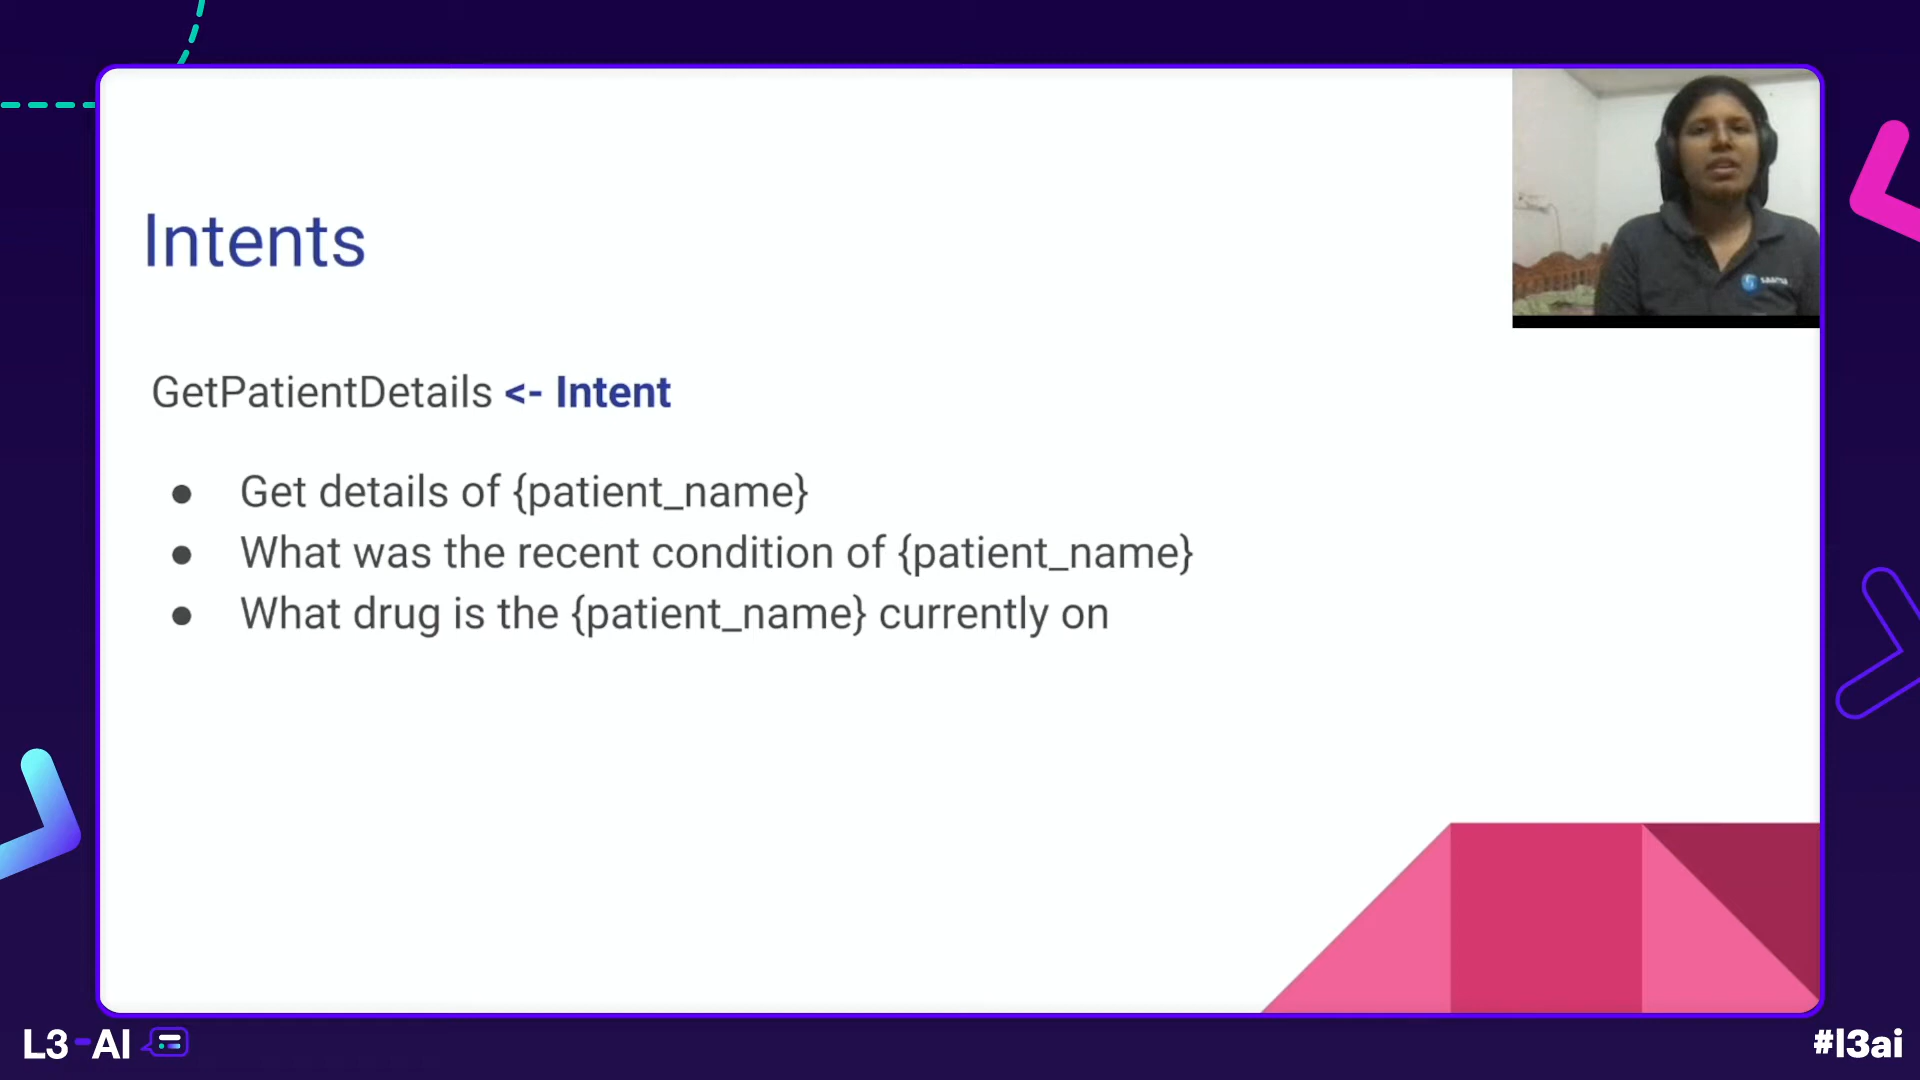 Intents
GetPatientDetails <- Intent
● Get details of {patient_name}
● What was the recent condition of {patient_name}
● What drug is the {patient_name} currently on
L3-AI
#l3ai